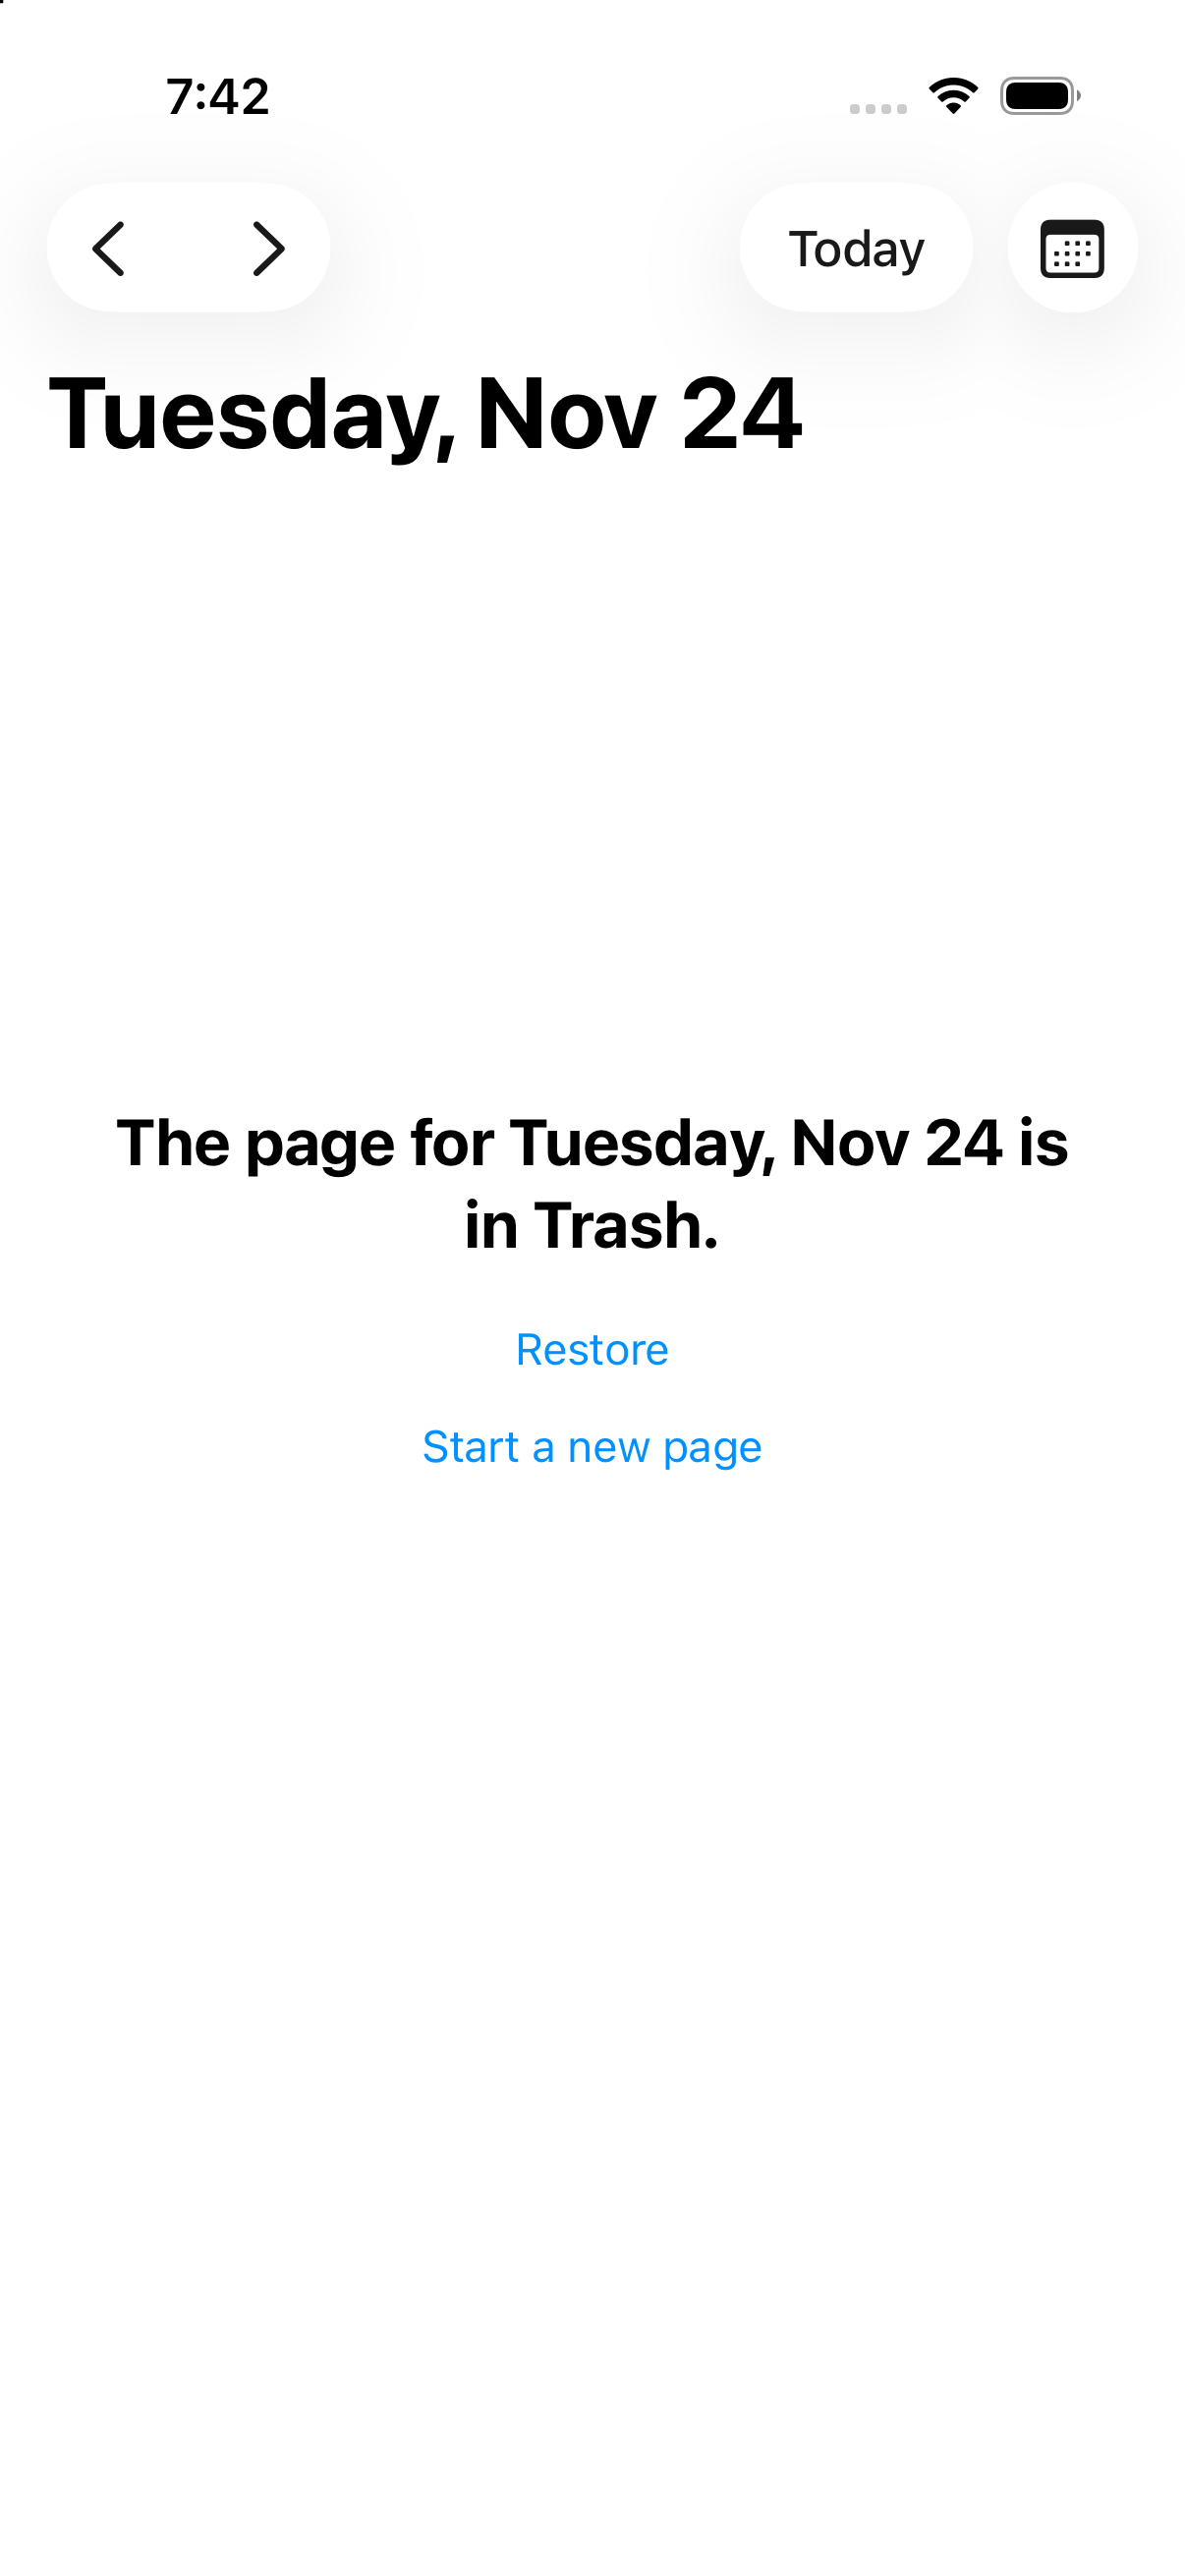 7:42
Today
Tuesday, Nov 24
The page for Tuesday, Nov 24 is
in Trash.
Restore
Start a new page